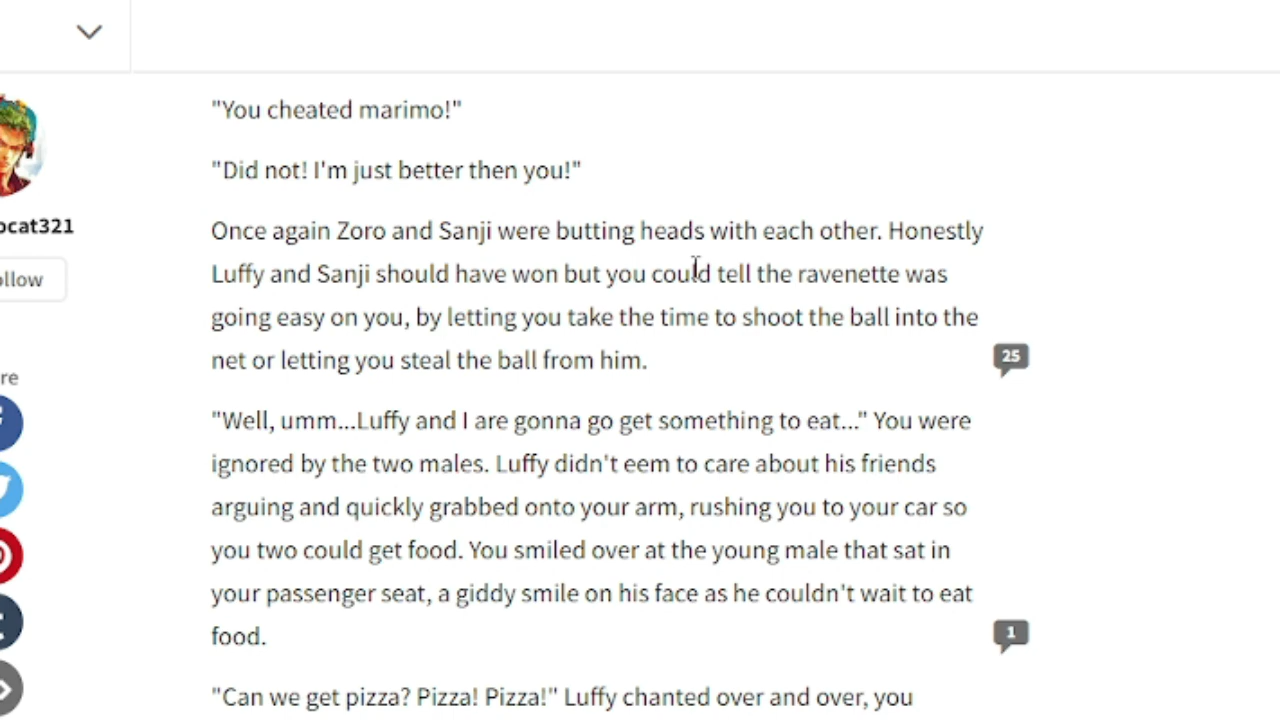 "You cheated marimo!"
"Did not! I'm just better then you!"
ocat321
Once again Zoro and Sanji were butting heads with each other. Honestly
ollow
Luffy and Sanji should have won but you could tell the ravenette was
going easy on you, by letting you take the time to shoot the ball into the
net or letting you steal the ball from him.
25
re
"Well, umm...Luffy and I are gonna go get something to eat..." You were
ignored by the two males. Luffy didn't eem to care about his friends
arguing and quickly grabbed onto your arm, rushing you to your car so
you two could get food. You smiled over at the young male that sat in
your passenger seat, a giddy smile on his face as he couldn't wait to eat
food.
1
"Can we get pizza? Pizza! Pizza!" Luffy chanted over and over, you